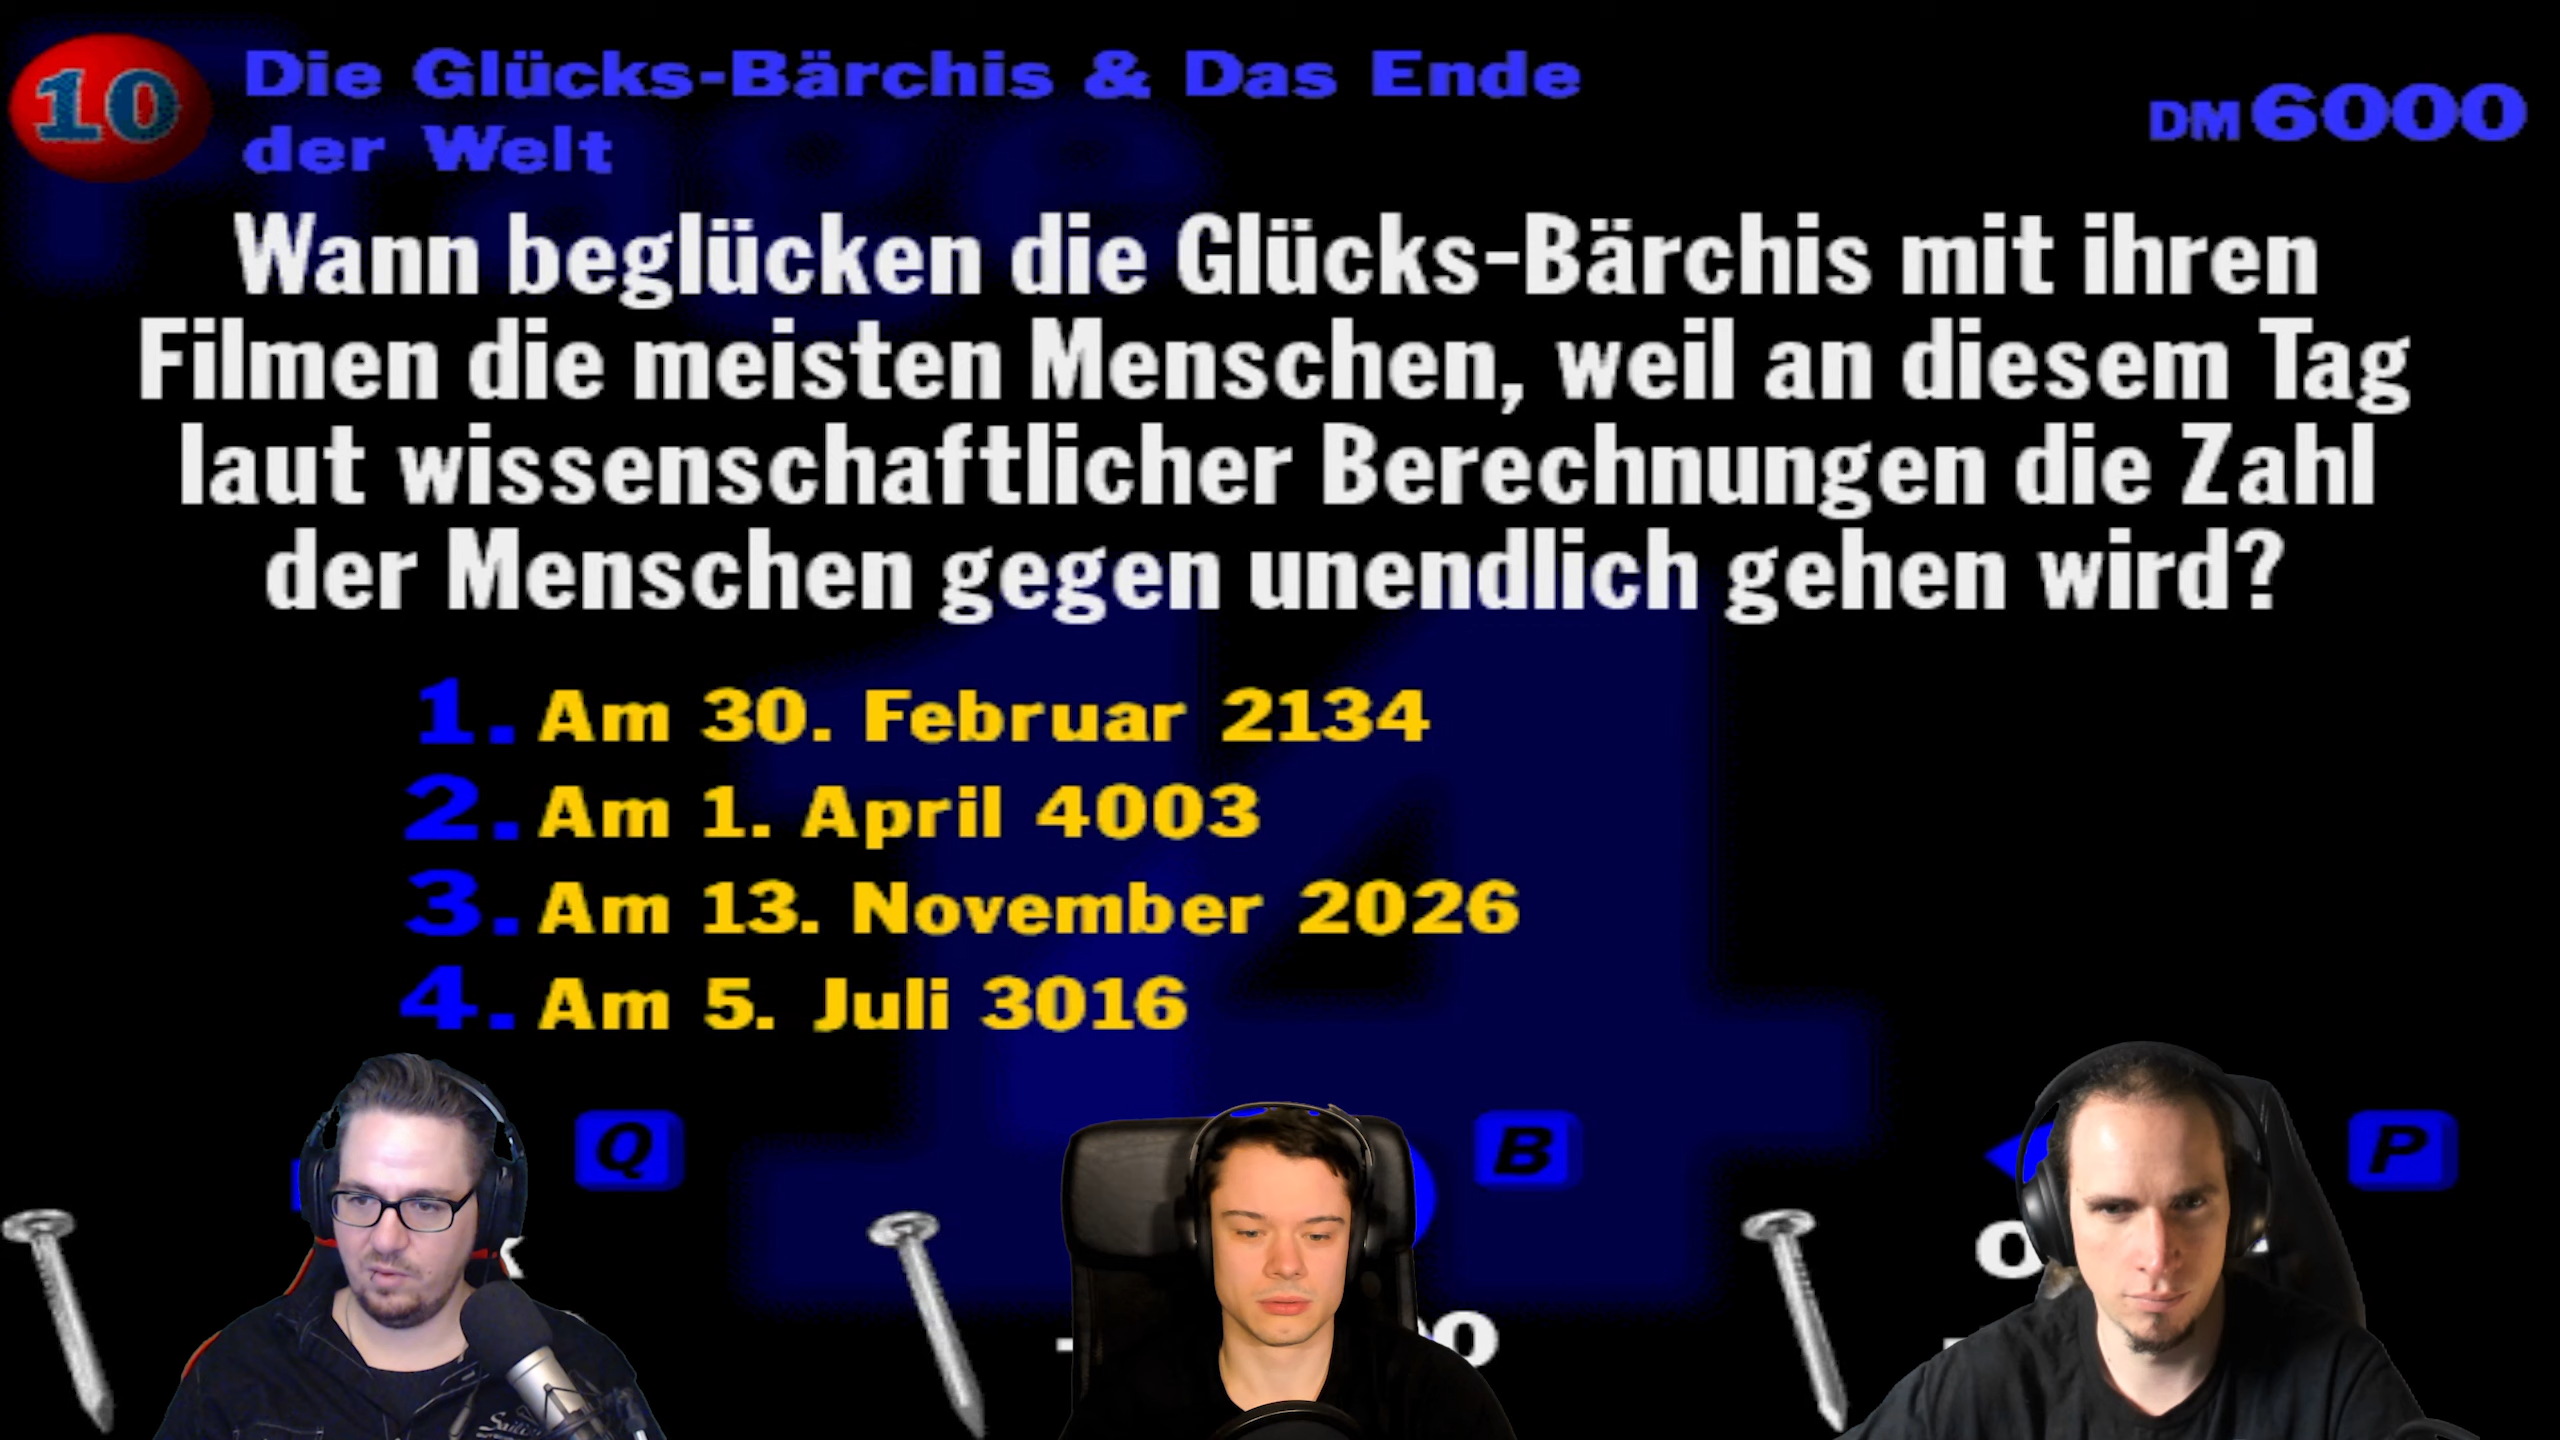 10
Die Glücks-Bärchis & Das Ende
der Welt
DM 6000
Wann beglücken die Glücks-Bärchis mit ihren
Filmen die meisten Menschen, weil an diesem Tag
laut wissenschaftlicher Berechnungen die Zahl
der Menschen gegen unendlich gehen wird?
1. Am 30. Februar 2134
2. Am 1. April 4003
3. Am 13. November 2026
4. Am 5. Juli 3016
Q
B
P